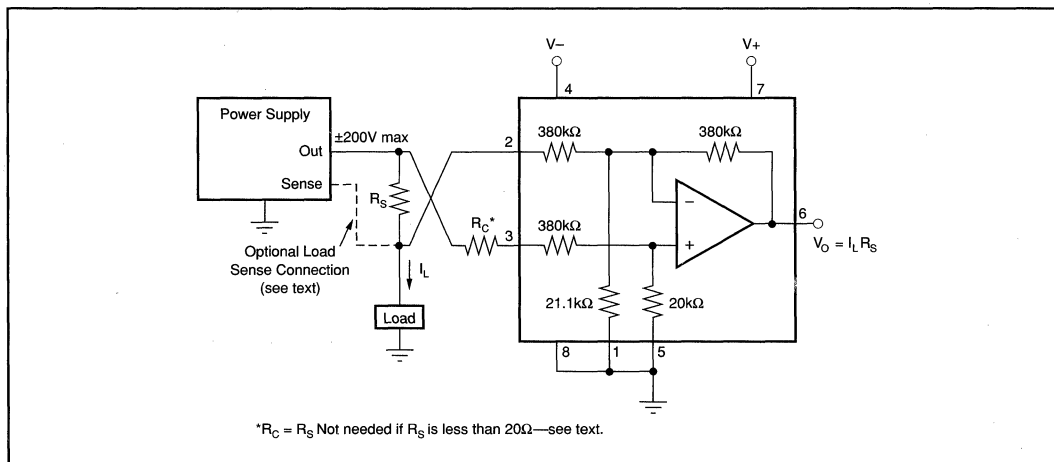 V–
V+
4
7
Power Supply
±200V max
Out
Sense
R_S
Optional Load
Sense Connection
(see text)
I_L
Load
R_C*
2
3
380kΩ
380kΩ
380kΩ
–
+
6
V_O = I_L R_S
21.1kΩ
20kΩ
8
1
5
*R_C = R_S Not needed if R_S is less than 20Ω—see text.